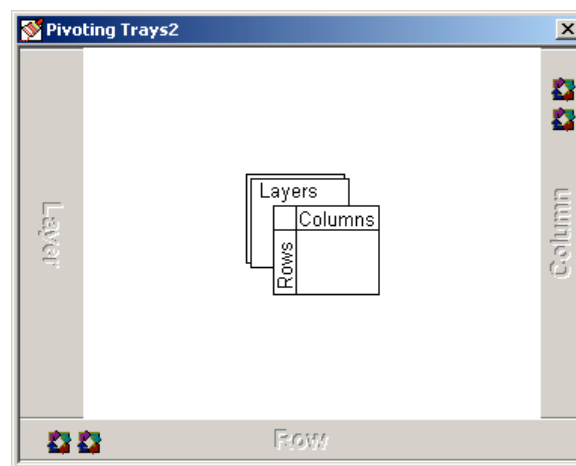 Pivoting Trays2
Layer
Layers
Columns
Rows
Column
Row